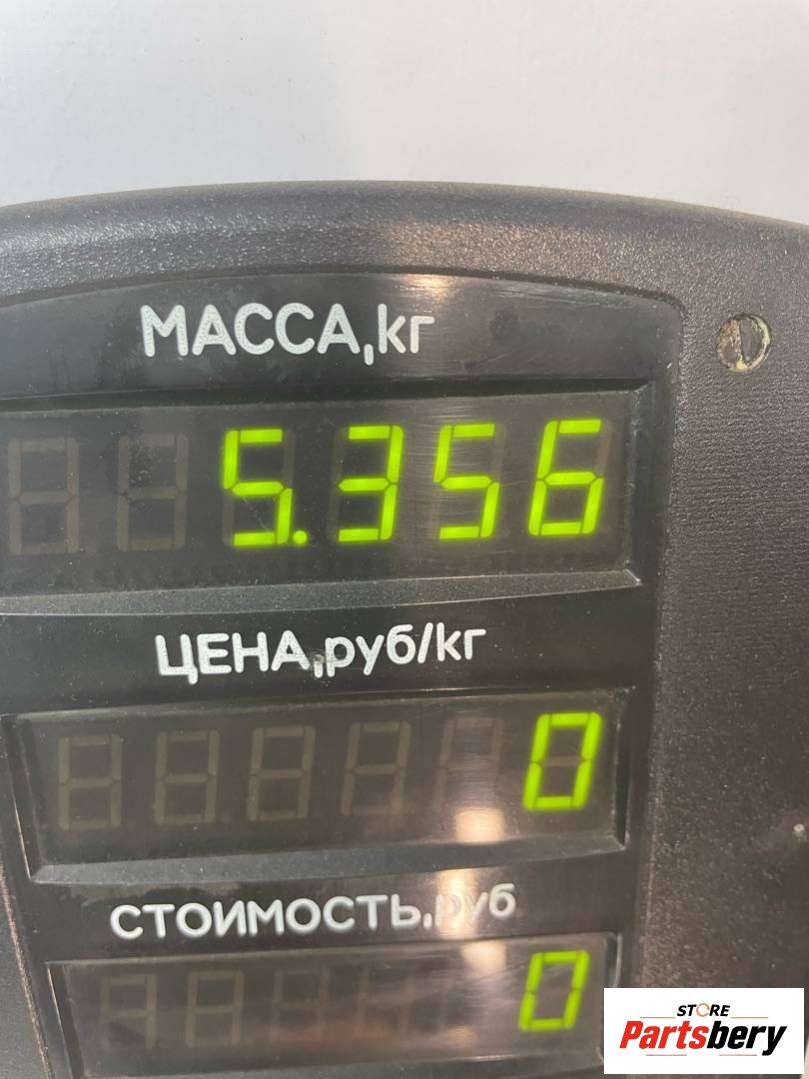 МАССА,кг
5.356
ЦЕНА,руб/кг
0
СТОИМОСТЬ,руб
0
STORE
Partsbery